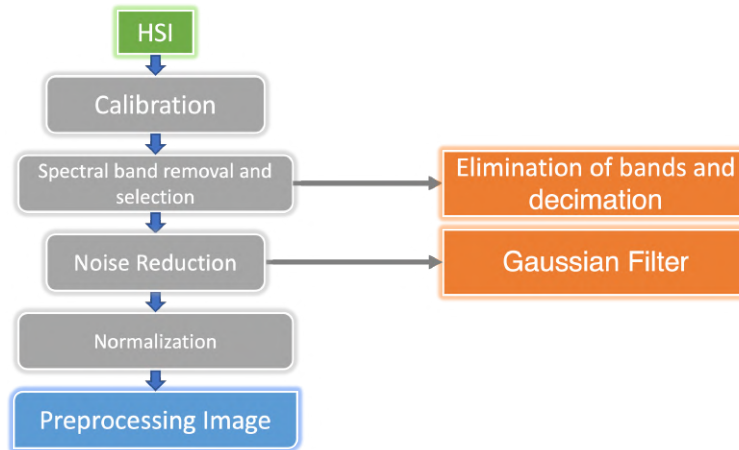 HSI
Calibration
Spectral band removal and
selection
Elimination of bands and
decimation
Noise Reduction
Gaussian Filter
Normalization
Preprocessing Image